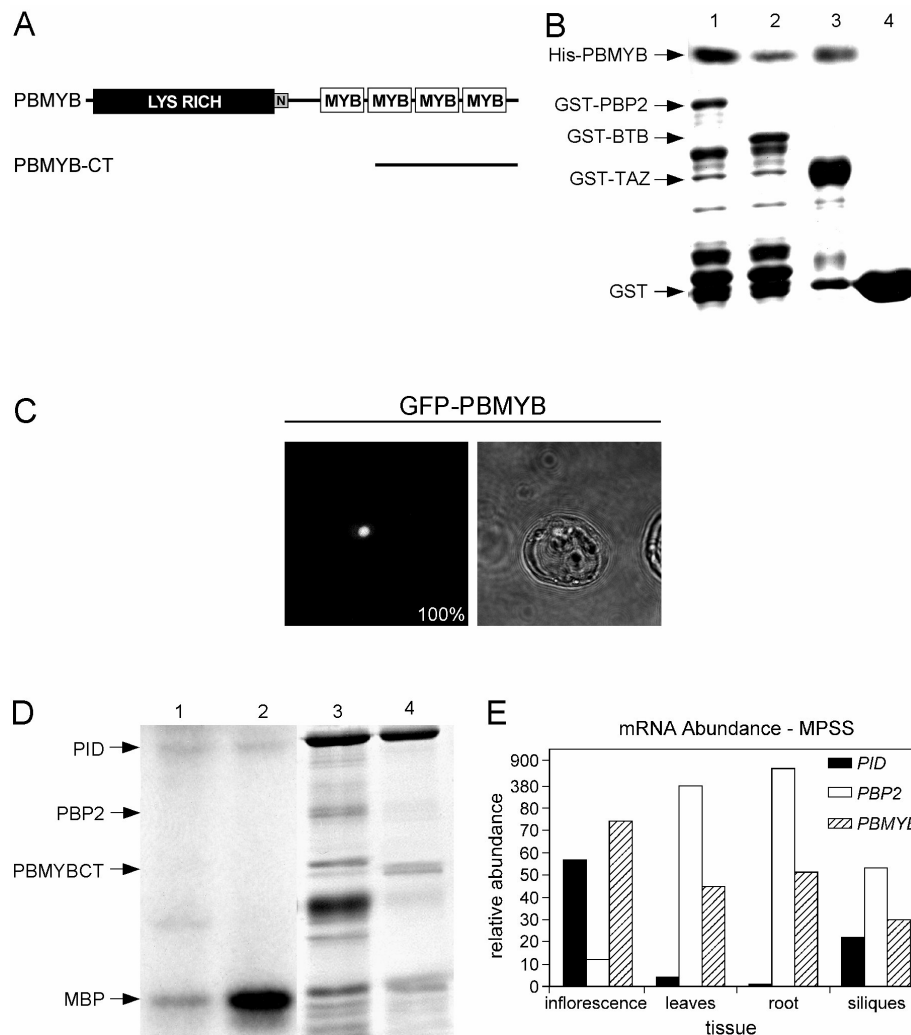 A
PBMYB
LYS RICH
N
MYB MYB MYB MYB
PBMYB-CT
B
1 2 3 4
His-PBMYB
GST-PBP2
GST-BTB
GST-TAZ
GST
C
GFP-PBMYB
100%
D
1 2 3 4
PID
PBP2
PBMYBCT
MBP
E
mRNA Abundance - MPSS
relative abundance
900
380
80
70
60
50
40
30
20
10
0
PID
PBP2
PBMYB
inflorescence leaves root siliques
tissue